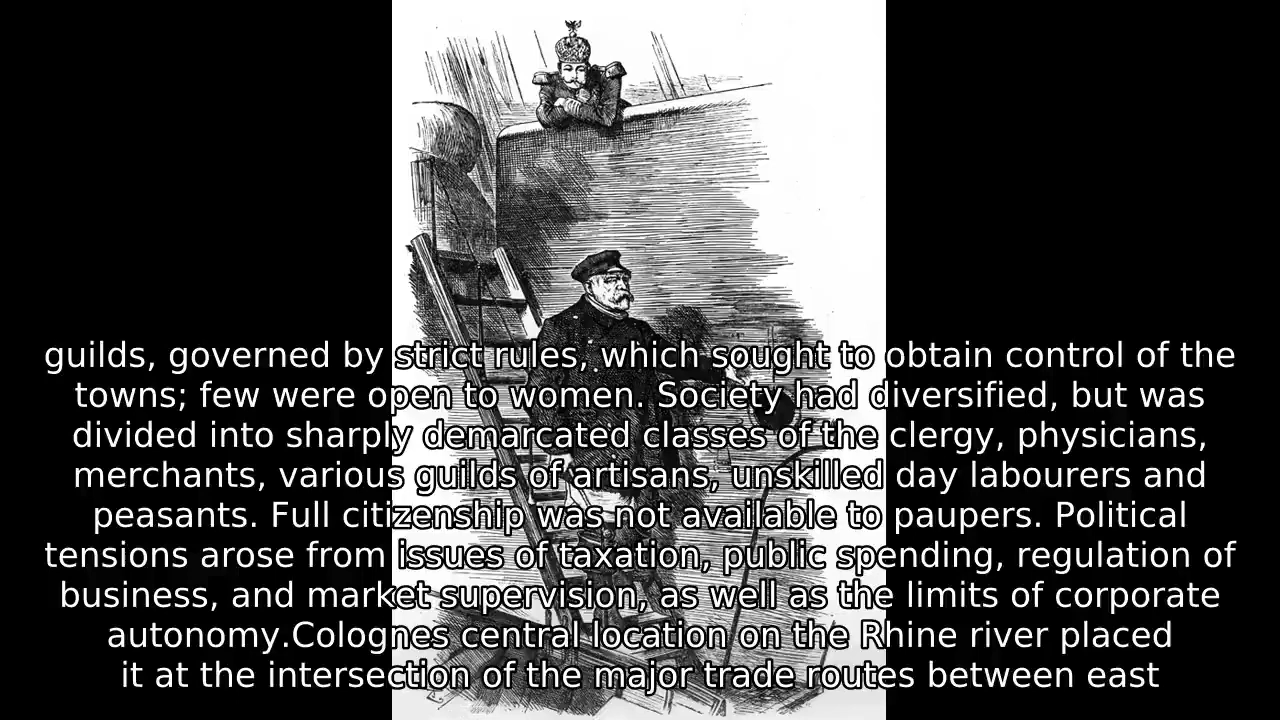 guilds, governed by strict rules, which sought to obtain control of the
towns; few were open to women. Society had diversified, but was
divided into sharply demarcated classes of the clergy, physicians,
merchants, various guilds of artisans, unskilled day labourers and
peasants. Full citizenship was not available to paupers. Political
tensions arose from issues of taxation, public spending, regulation of
business, and market supervision, as well as the limits of corporate
autonomy.Colognes central location on the Rhine river placed
it at the intersection of the major trade routes between east